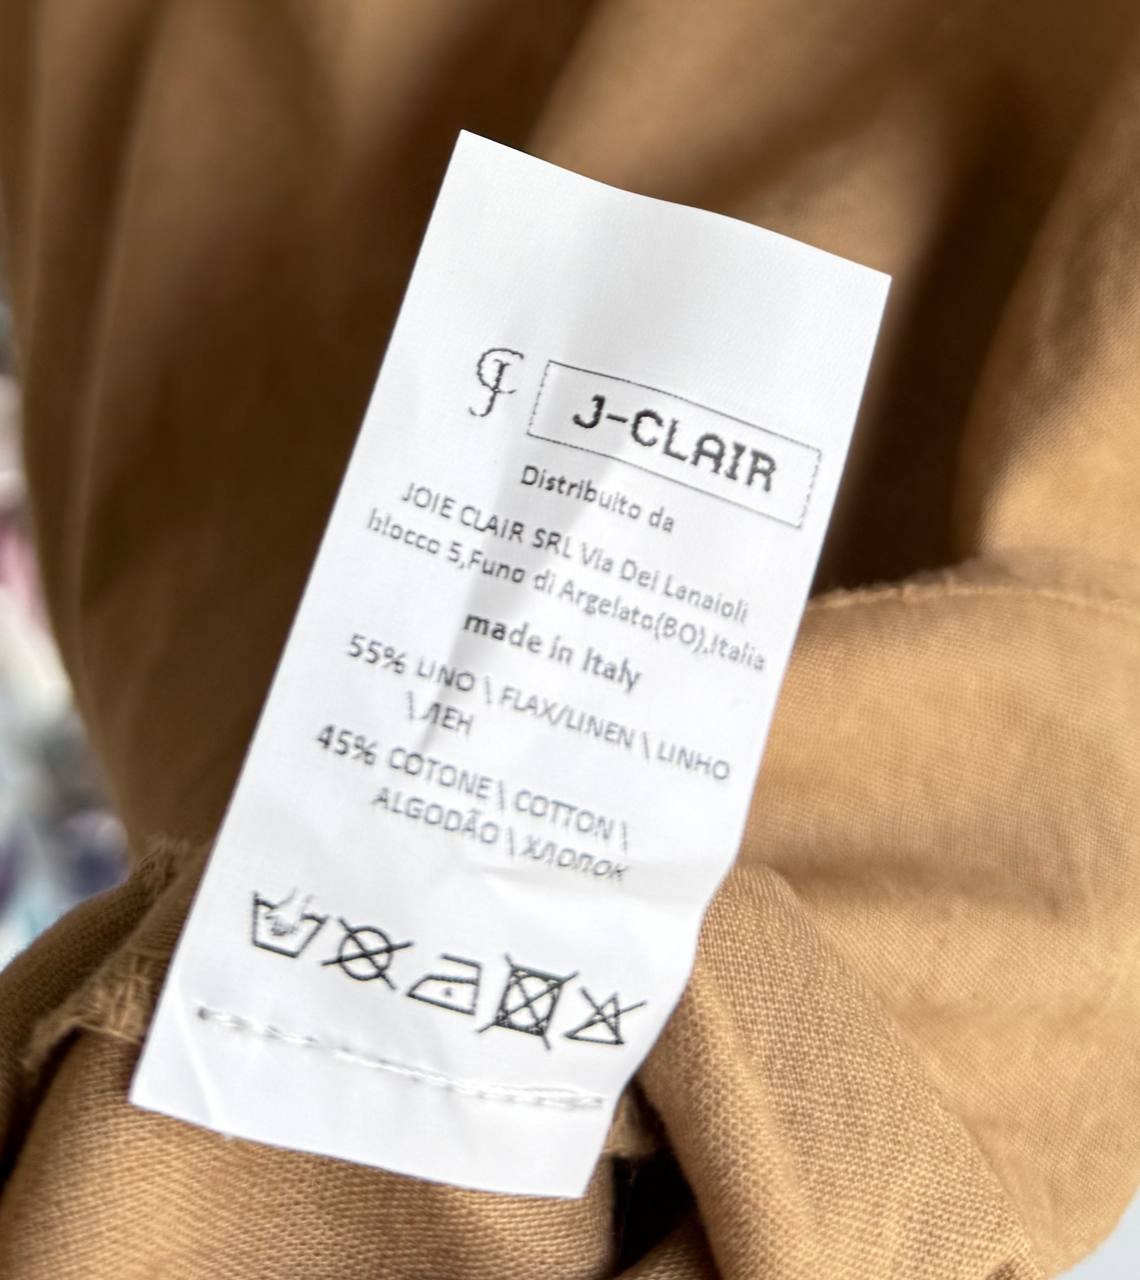 JC J-CLAIR
Distribuito da
JOIE CLAIR SRL Via Dei Lanaioli
blocco 5,Funo di Argelato(BO),Italia
made in Italy
55% LINO \ FLAX/LINEN \ LINHO
\ ЛЕН
45% COTONE \ COTTON \
ALGODÃO \ ХЛОПОК